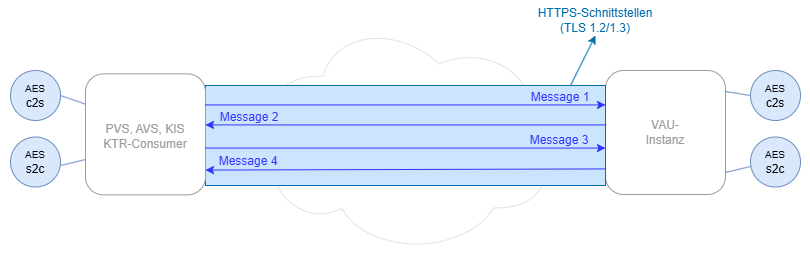 HTTPS-Schnittstellen
(TLS 1.2/1.3)
AES
c2s
AES
s2c
PVS, AVS, KIS
KTR-Consumer
Message 1
Message 2
Message 3
Message 4
VAU-
Instanz
AES
c2s
AES
s2c